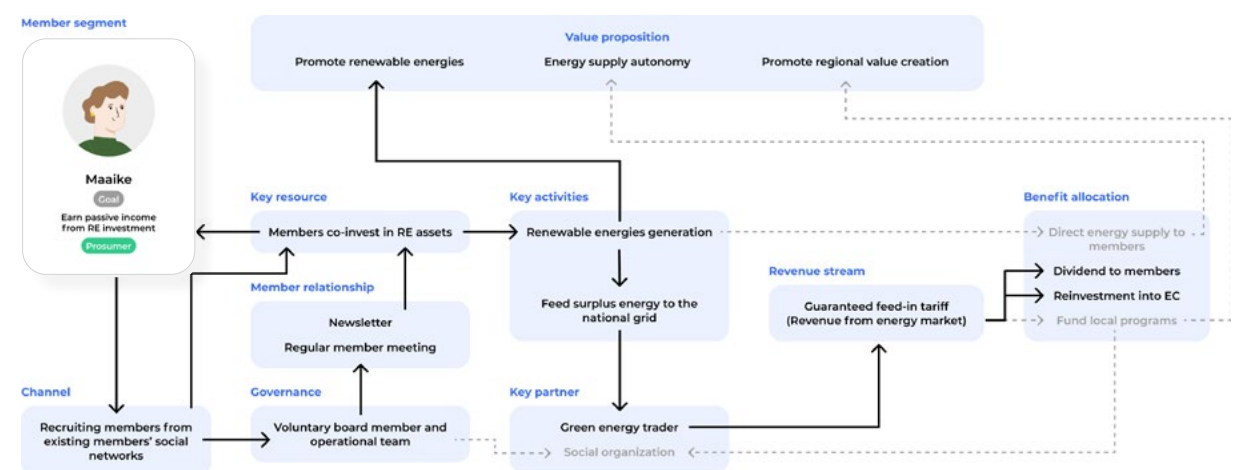 Member segment
Maaike
Goal
Earn passive income
from RE investment
Prosumer
Value proposition
Promote renewable energies
Energy supply autonomy
Promote regional value creation
Key resource
Members co-invest in RE assets
Key activities
Renewable energies generation
Feed surplus energy to the
national grid
Benefit allocation
Direct energy supply to
members
Dividend to members
Reinvestment into EC
Fund local programs
Revenue stream
Guaranteed feed-in tariff
(Revenue from energy market)
Member relationship
Newsletter
Regular member meeting
Channel
Recruiting members from
existing members' social
networks
Governance
Voluntary board member and
operational team
Key partner
Green energy trader
Social organization